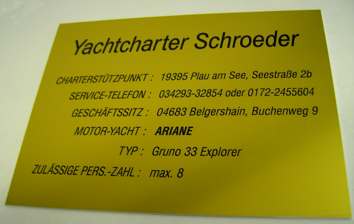 Yachtcharter Schroeder
CHARTERSTÜTZPUNKT : 19395 Plau am See, Seestraße 2b
SERVICE-TELEFON : 034293-32854 oder 0172-2455604
GESCHÄFTSSITZ : 04683 Belgershain, Buchenweg 9
MOTOR-YACHT : ARIANE
TYP : Gruno 33 Explorer
ZULÄSSIGE PERS.-ZAHL : max. 8